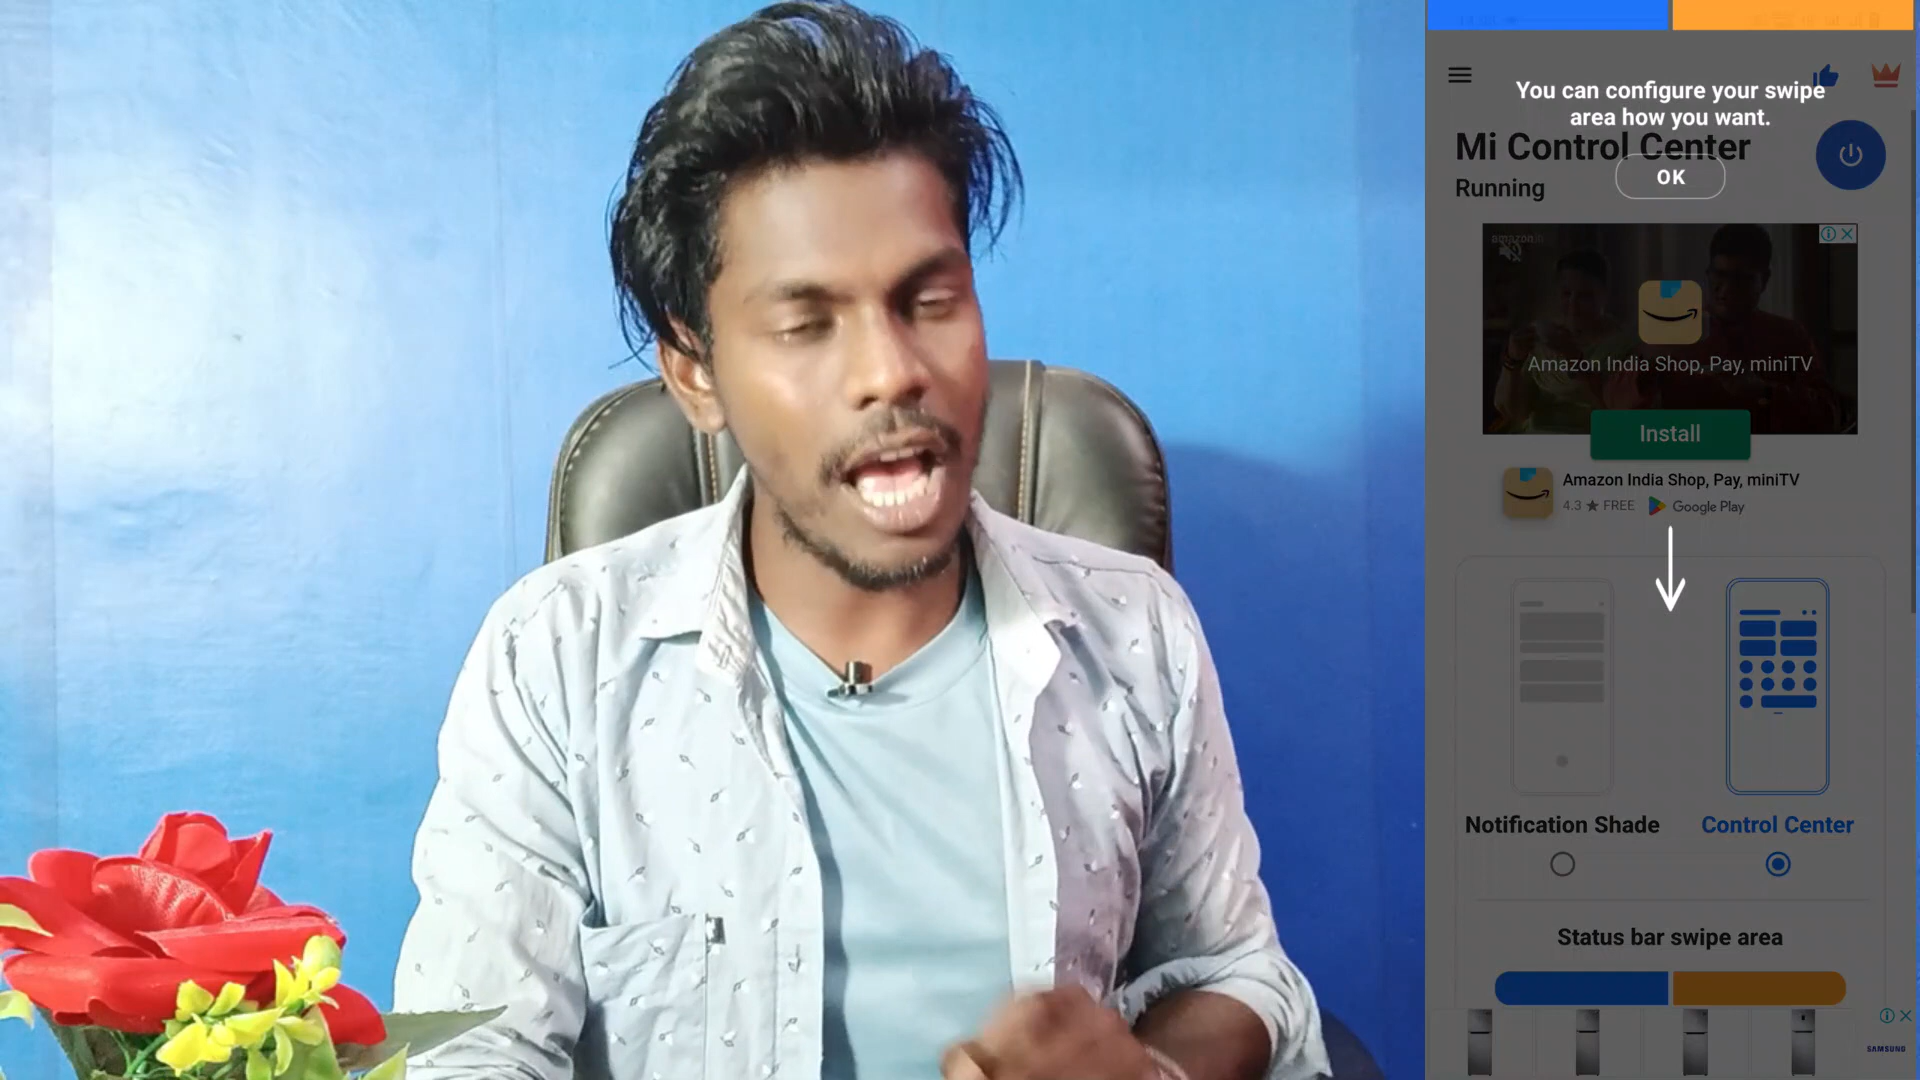 You can configure your swipe
area how you want.
Mi Control Center
OK
Running
amazon.in
Amazon India Shop, Pay, miniTV
Install
Amazon India Shop, Pay, miniTV
4.3 ★ FREE Google Play
Notification Shade
Control Center
Status bar swipe area
SAMSUNG